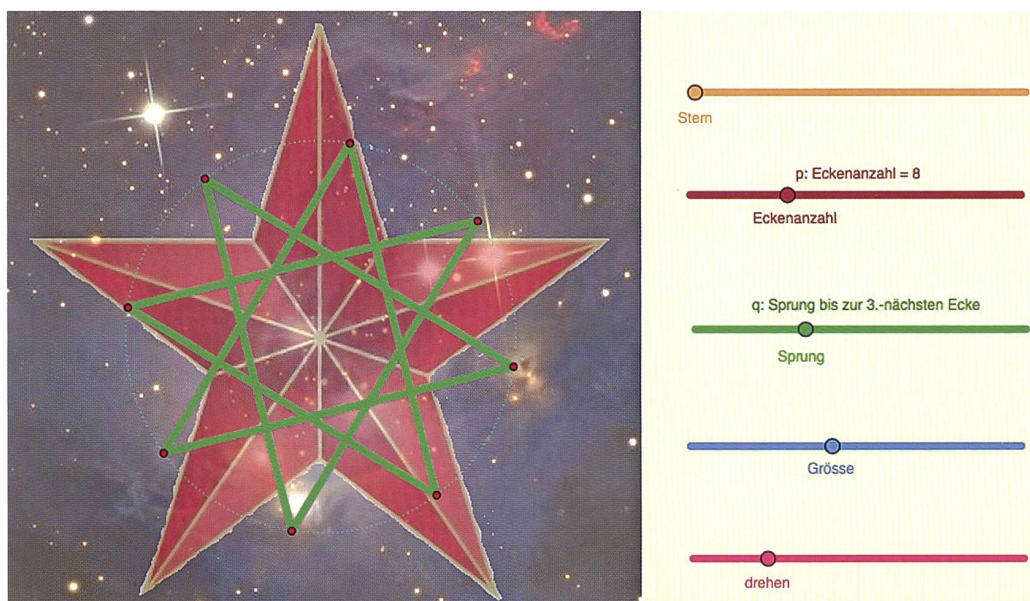 Stern
p: Eckenanzahl = 8
Eckenanzahl
q: Sprung bis zur 3.-nächsten Ecke
Sprung
Grösse
drehen